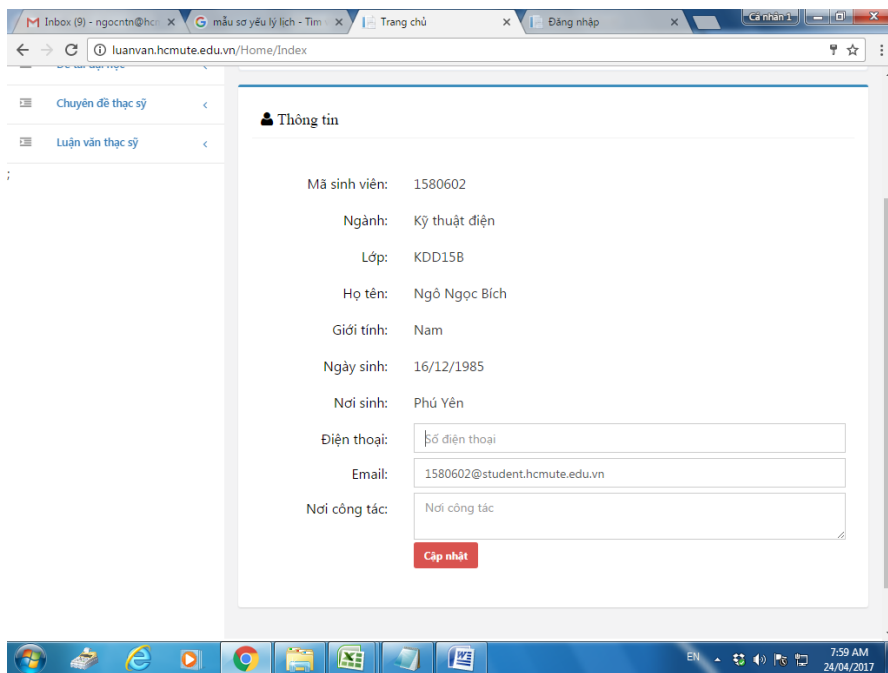 Inbox (9) - ngocntn@hcm
mẫu sơ yếu lý lịch - Tìm
Trang chủ
Đăng nhập
Cá nhân 1
luanvan.hcmute.edu.vn/Home/Index
Chuyên đề thạc sỹ
Luận văn thạc sỹ
;
Thông tin
Mã sinh viên: 1580602
Ngành: Kỹ thuật điện
Lớp: KDD15B
Họ tên: Ngô Ngọc Bích
Giới tính: Nam
Ngày sinh: 16/12/1985
Nơi sinh: Phú Yên
Điện thoại: Số điện thoại
Email: 1580602@student.hcmute.edu.vn
Nơi công tác: Nơi công tác
Cập nhật
EN
7:59 AM
24/04/2017